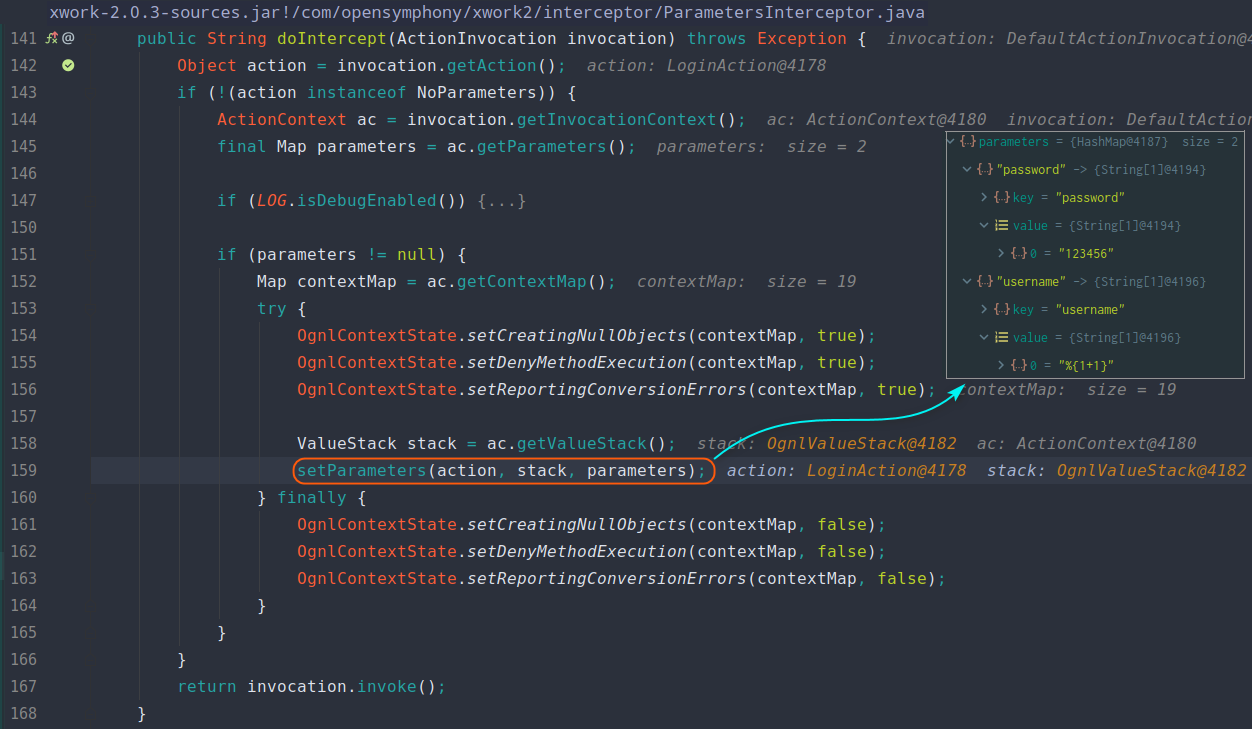 xwork-2.0.3-sources.jar!/com/opensymphony/xwork2/interceptor/ParametersInterceptor.java
141 @ public String doIntercept(ActionInvocation invocation) throws Exception { invocation: DefaultActionInvocation@4
142 Object action = invocation.getAction(); action: LoginAction@4178
143 if (!(action instanceof NoParameters)) {
144 ActionContext ac = invocation.getInvocationContext(); ac: ActionContext@4180 invocation: DefaultAction
145 final Map parameters = ac.getParameters(); parameters: size = 2
146
147 if (LOG.isDebugEnabled()) {...}
150
151 if (parameters != null) {
152 Map contextMap = ac.getContextMap(); contextMap: size = 19
153 try {
154 OgnlContextState.setCreatingNullObjects(contextMap, true);
155 OgnlContextState.setDenyMethodExecution(contextMap, true);
156 OgnlContextState.setReportingConversionErrors(contextMap, true); contextMap: size = 19
157
158 ValueStack stack = ac.getValueStack(); stack: OgnlValueStack@4182 ac: ActionContext@4180
159 setParameters(action, stack, parameters); action: LoginAction@4178 stack: OgnlValueStack@4182
160 } finally {
161 OgnlContextState.setCreatingNullObjects(contextMap, false);
162 OgnlContextState.setDenyMethodExecution(contextMap, false);
163 OgnlContextState.setReportingConversionErrors(contextMap, false);
164 }
165 }
166 }
167 return invocation.invoke();
168 }
{...} parameters = {HashMap@4187} size = 2
{...} "password" -> {String[1]@4194}
{...} key = "password"
value = {String[1]@4194}
{...} 0 = "123456"
{...} "username" -> {String[1]@4196}
{...} key = "username"
value = {String[1]@4196}
{...} 0 = "%{1+1}"